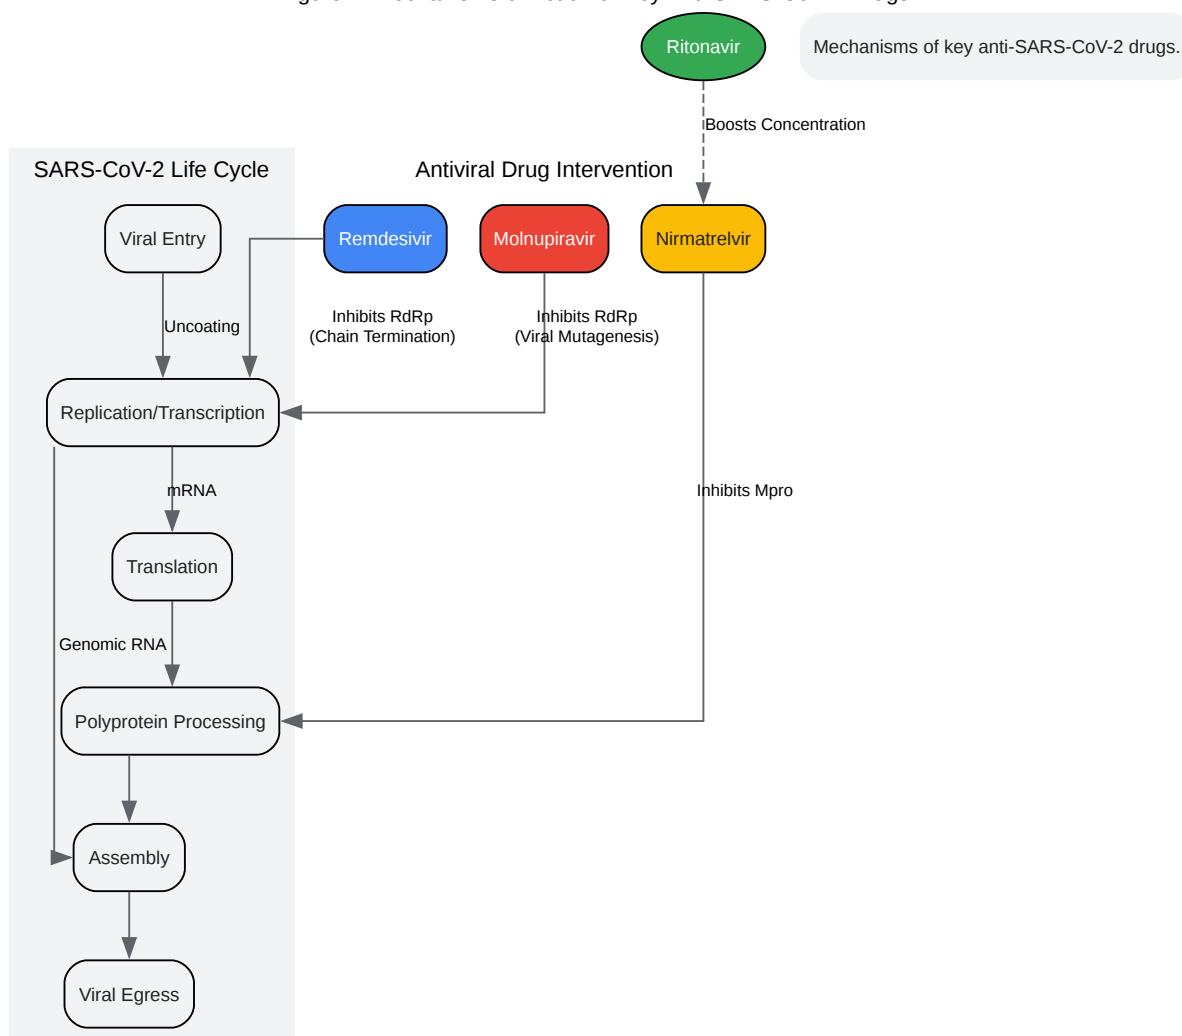 Ritonavir
Mechanisms of key anti-SARS-CoV-2 drugs.
Boosts Concentration
SARS-CoV-2 Life Cycle
Antiviral Drug Intervention
Viral Entry
Remdesivir
Molnupiravir
Nirmatrelvir
Uncoating
Inhibits RdRp
(Chain Termination)
Inhibits RdRp
(Viral Mutagenesis)
Replication/Transcription
mRNA
Inhibits Mpro
Translation
Genomic RNA
Polyprotein Processing
Assembly
Viral Egress